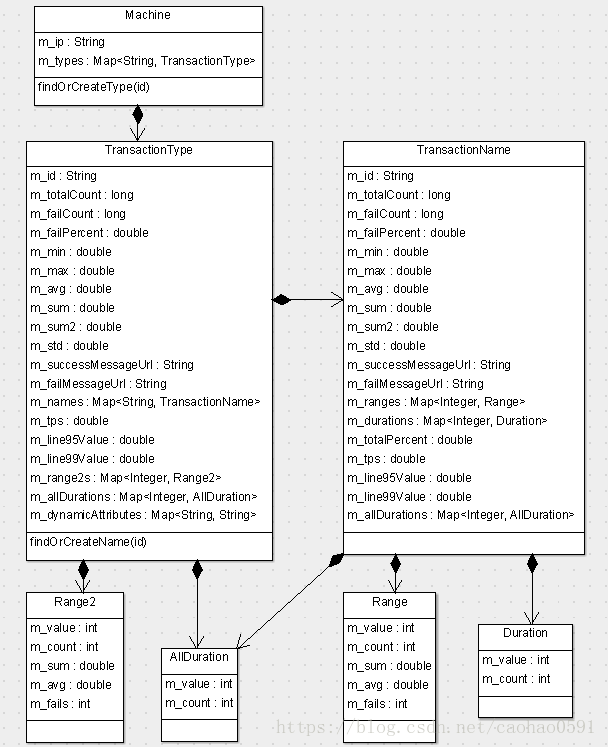 Machine
m_ip : String
m_types : Map<String, TransactionType>
findOrCreateType(id)
TransactionType
m_id : String
m_totalCount : long
m_failCount : long
m_failPercent : double
m_min : double
m_max : double
m_avg : double
m_sum : double
m_sum2 : double
m_std : double
m_successMessageUrl : String
m_failMessageUrl : String
m_names : Map<String, TransactionName>
m_tps : double
m_line95Value : double
m_line99Value : double
m_range2s : Map<Integer, Range2>
m_allDurations : Map<Integer, AllDuration>
m_dynamicAttributes : Map<String, String>
findOrCreateName(id)
TransactionName
m_id : String
m_totalCount : long
m_failCount : long
m_failPercent : double
m_min : double
m_max : double
m_avg : double
m_sum : double
m_sum2 : double
m_std : double
m_successMessageUrl : String
m_failMessageUrl : String
m_ranges : Map<Integer, Range>
m_durations : Map<Integer, Duration>
m_totalPercent : double
m_tps : double
m_line95Value : double
m_line99Value : double
m_allDurations : Map<Integer, AllDuration>
Range2
m_value : int
m_count : int
m_sum : double
m_avg : double
m_fails : int
AllDuration
m_value : int
m_count : int
Range
m_value : int
m_count : int
m_sum : double
m_avg : double
m_fails : int
Duration
m_value : int
m_count : int
https://blog.csdn.net/caohao0591